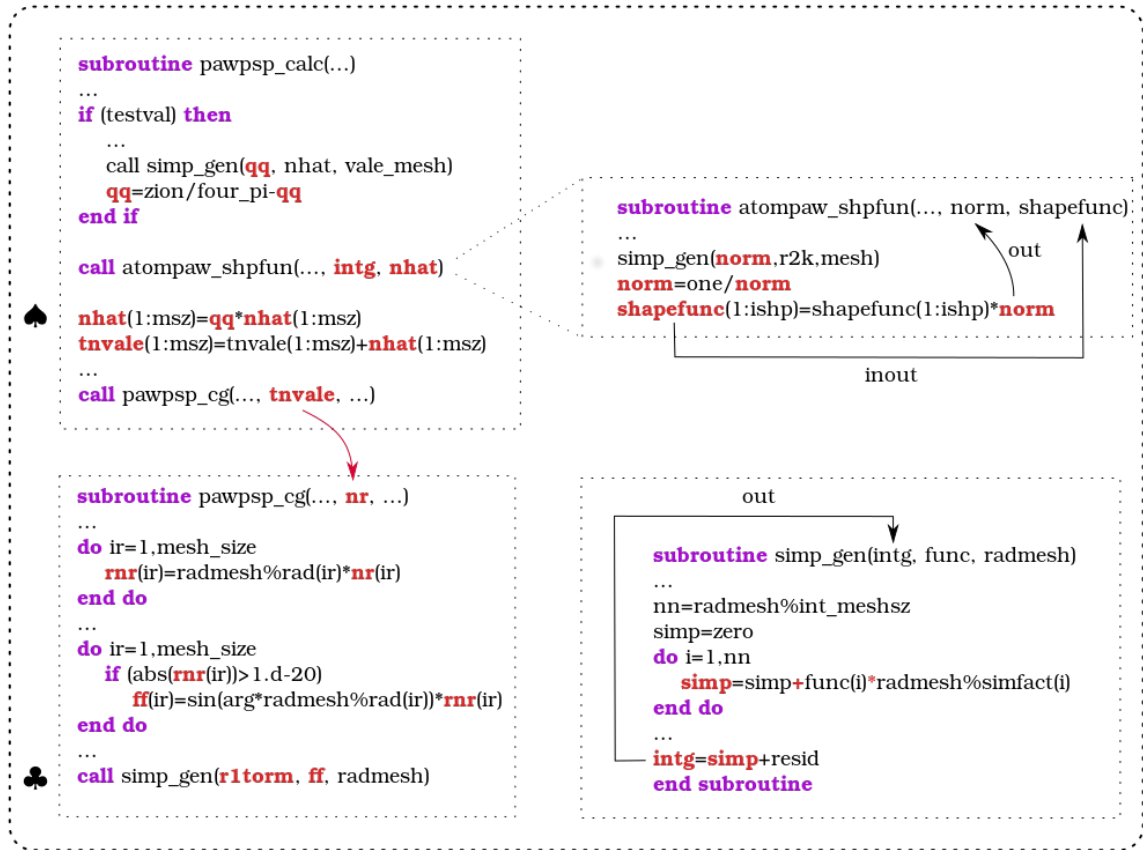 subroutine pawpsp_calc(...)
...
if (testval) then
...
call simp_gen(qq, nhat, vale_mesh)
qq=zion/four_pi-qq
end if
call atompaw_shpfun(..., intg, nhat)
♠
nhat(1:msz)=qq*nhat(1:msz)
tnvale(1:msz)=tnvale(1:msz)+nhat(1:msz)
...
call pawpsp_cg(..., tnvale, ...)
subroutine atompaw_shpfun(..., norm, shapefunc)
...
out
simp_gen(norm,r2k,mesh)
norm=one/norm
shapefunc(1:ishp)=shapefunc(1:ishp)*norm
inout
subroutine pawpsp_cg(..., nr, ...)
...
do ir=1,mesh_size
rnr(ir)=radmesh%rad(ir)*nr(ir)
end do
...
do ir=1,mesh_size
if (abs(rnr(ir))>1.d-20)
ff(ir)=sin(arg*radmesh%rad(ir))*rnr(ir)
end do
...
♣
call simp_gen(r1torm, ff, radmesh)
out
subroutine simp_gen(intg, func, radmesh)
...
nn=radmesh%int_meshsz
simp=zero
do i=1,nn
simp=simp+func(i)*radmesh%simfact(i)
end do
...
intg=simp+resid
end subroutine